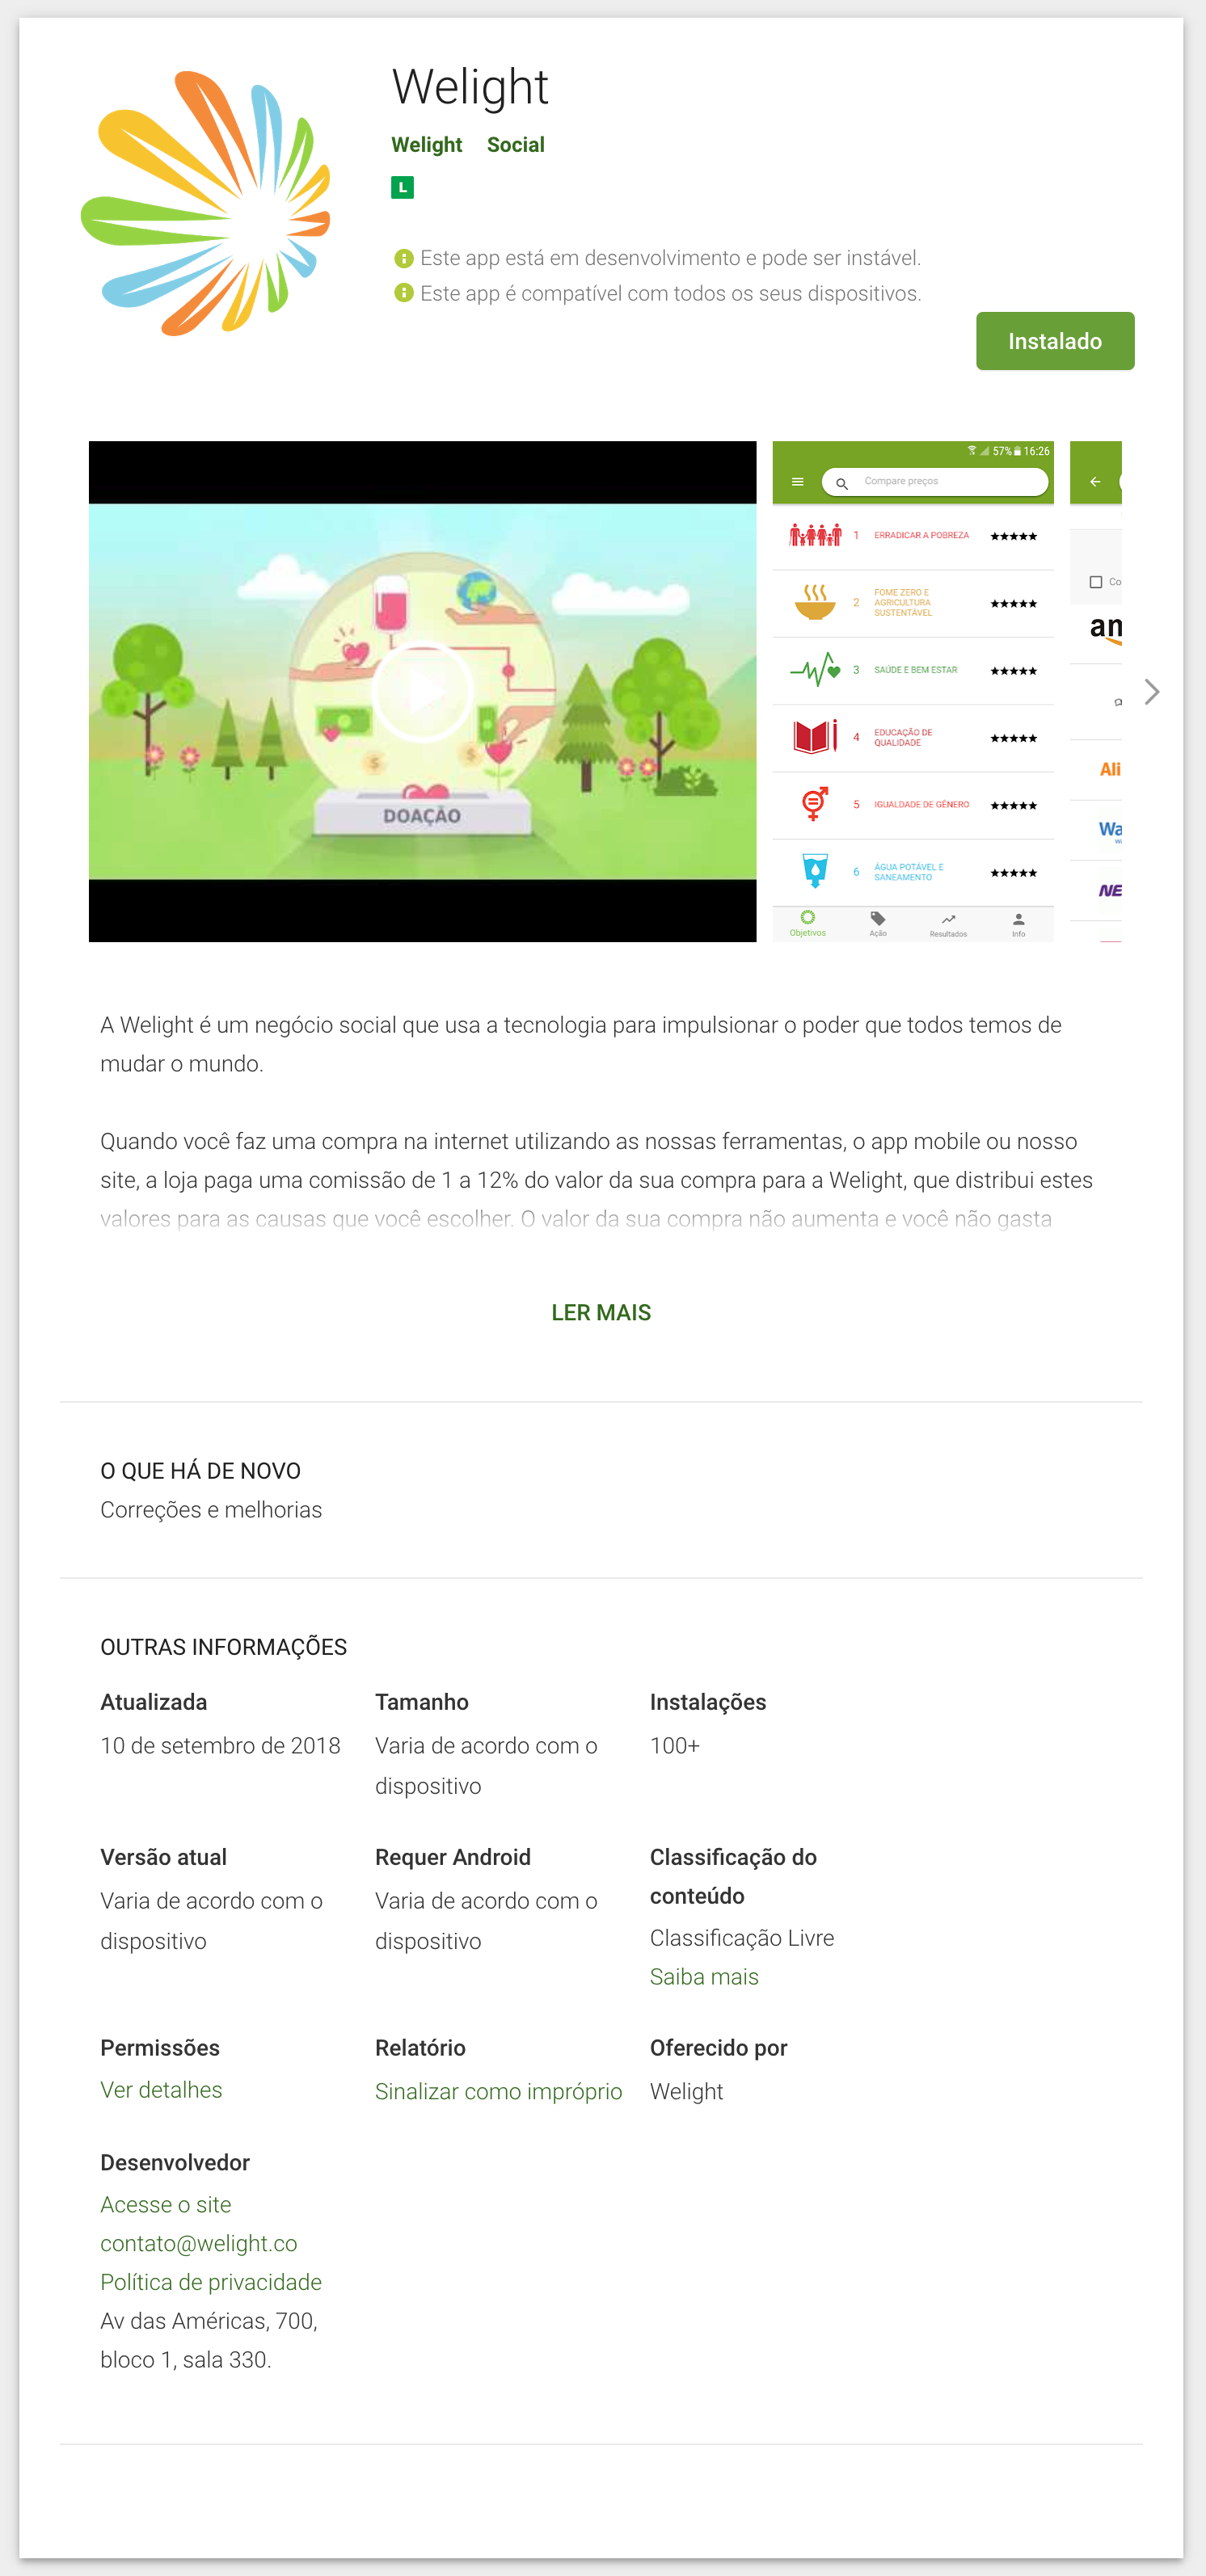 Welight
Welight Social
L
Este app está em desenvolvimento e pode ser instável.
Este app é compatível com todos os seus dispositivos.
Instalado
DOAÇÃO
57% 16:26
Compare preços
1 ERRADICAR A POBREZA
2 FOME ZERO E
AGRICULTURA
SUSTENTÁVEL
3 SAÚDE E BEM ESTAR
4 EDUCAÇÃO DE
QUALIDADE
5 IGUALDADE DE GÊNERO
6 ÁGUA POTÁVEL E
SANEAMENTO
Objetivos Ação Resultados Info
Co
am
Ali
Wa
NE
A Welight é um negócio social que usa a tecnologia para impulsionar o poder que todos temos de
mudar o mundo.
Quando você faz uma compra na internet utilizando as nossas ferramentas, o app mobile ou nosso
site, a loja paga uma comissão de 1 a 12% do valor da sua compra para a Welight, que distribui estes
valores para as causas que você escolher. O valor da sua compra não aumenta e você não gasta
LER MAIS
O QUE HÁ DE NOVO
Correções e melhorias
OUTRAS INFORMAÇÕES
Atualizada
10 de setembro de 2018
Tamanho
Varia de acordo com o
dispositivo
Instalações
100+
Versão atual
Varia de acordo com o
dispositivo
Requer Android
Varia de acordo com o
dispositivo
Classificação do
conteúdo
Classificação Livre
Saiba mais
Permissões
Ver detalhes
Relatório
Sinalizar como impróprio
Oferecido por
Welight
Desenvolvedor
Acesse o site
contato@welight.co
Política de privacidade
Av das Américas, 700,
bloco 1, sala 330.